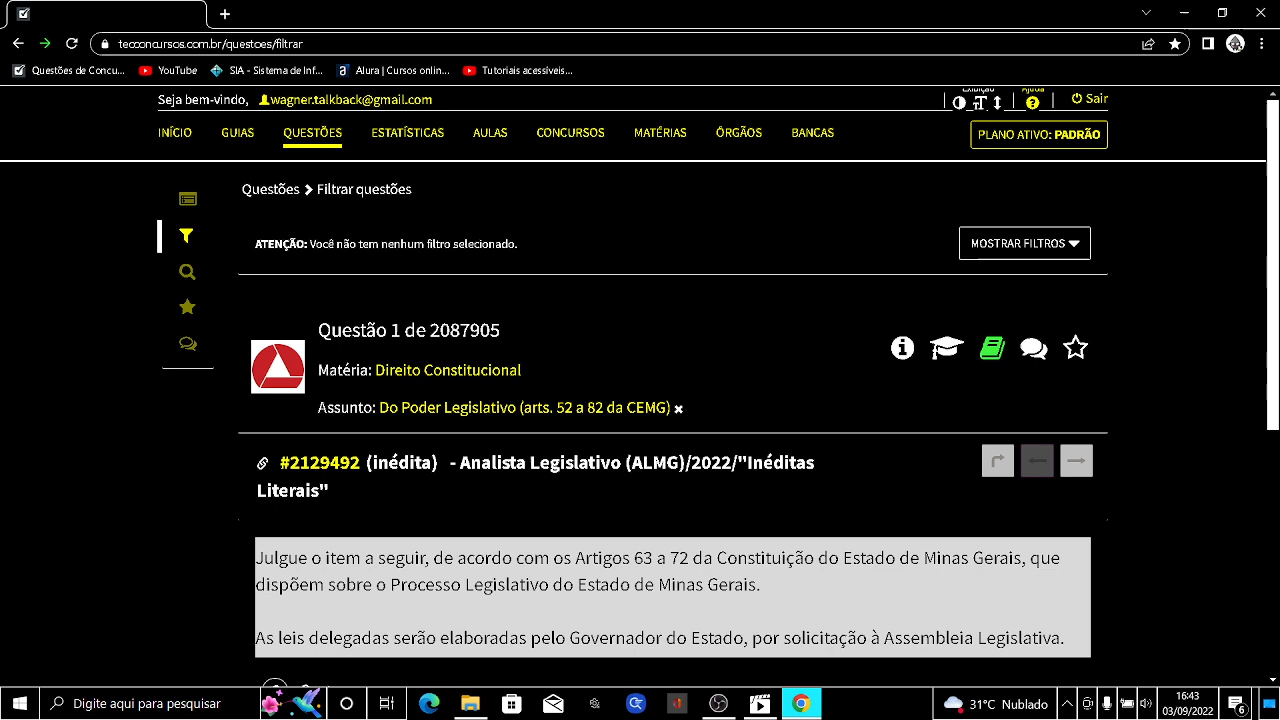 tecconcursos.com.br/questoes/filtrar
Questões de Concu... YouTube SIA - Sistema de Inf... Alura | Cursos onlin... Tutoriais acessíveis...
Seja bem-vindo, wagner.talkback@gmail.com Sair
INÍCIO GUIAS QUESTÕES ESTATÍSTICAS AULAS CONCURSOS MATÉRIAS ÓRGÃOS BANCAS PLANO ATIVO: PADRÃO
Questões > Filtrar questões
ATENÇÃO: Você não tem nenhum filtro selecionado. MOSTRAR FILTROS
Questão 1 de 2087905
Matéria: Direito Constitucional
Assunto: Do Poder Legislativo (arts. 52 a 82 da CEMG)
#2129492 (inédita) - Analista Legislativo (ALMG)/2022/"Inéditas
Literais"
Julgue o item a seguir, de acordo com os Artigos 63 a 72 da Constituição do Estado de Minas Gerais, que
dispõem sobre o Processo Legislativo do Estado de Minas Gerais.
As leis delegadas serão elaboradas pelo Governador do Estado, por solicitação à Assembleia Legislativa.
Digite aqui para pesquisar 31°C Nublado 16:43
03/09/2022 6